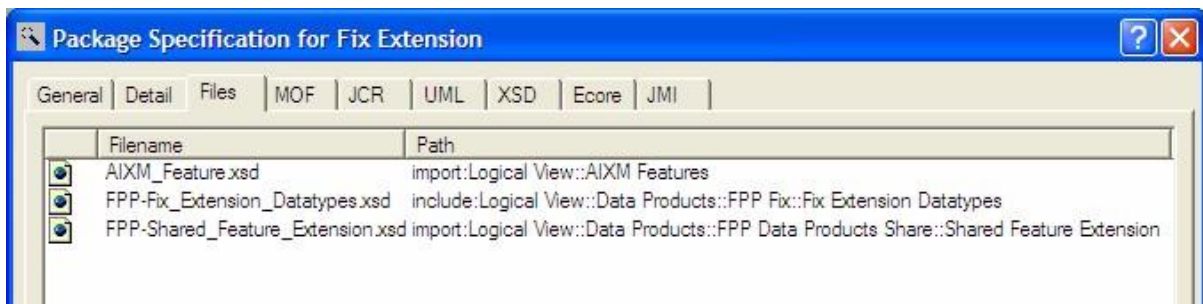 Package Specification for Fix Extension
?
General Detail Files MOF JCR UML XSD Ecore JMI
Filename Path
AIXM_Feature.xsd import:Logical View::AIXM Features
FPP-Fix_Extension_Datatypes.xsd include:Logical View::Data Products::FPP Fix::Fix Extension Datatypes
FPP-Shared_Feature_Extension.xsd import:Logical View::Data Products::FPP Data Products Share::Shared Feature Extension